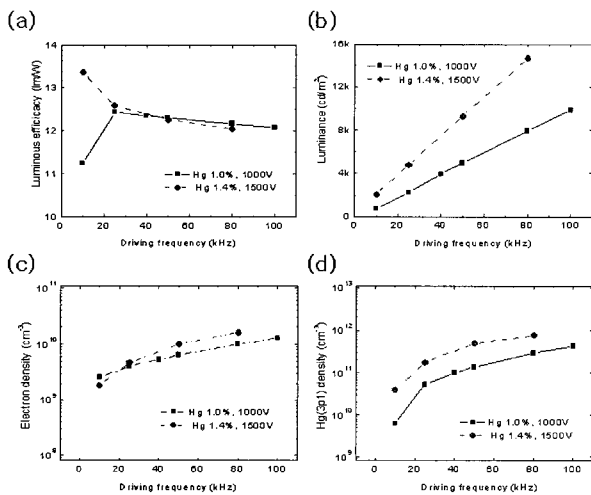 (a)
14
13
12
11
10
Luminous efficicacy (lm/W)
Hg 1.0%, 1000V
Hg 1.4%, 1500V
0 20 40 60 80 100
Driving frequency (kHz)
(b)
16k
12k
8k
4k
0
Luminance (cd/m²)
Hg 1.0%, 1000V
Hg 1.4%, 1500V
0 20 40 60 80 100
Driving frequency (kHz)
(c)
10¹¹
10¹⁰
10⁹
10⁸
Electron density (cm⁻³)
Hg 1.0%, 1000V
Hg 1.4%, 1500V
0 20 40 60 80 100
Driving frequency (kHz)
(d)
10¹³
10¹²
10¹¹
10¹⁰
10⁹
Hg(3p1) density (cm⁻³)
Hg 1.0%, 1000V
Hg 1.4%, 1500V
0 20 40 60 80 100
Driving frequency (kHz)